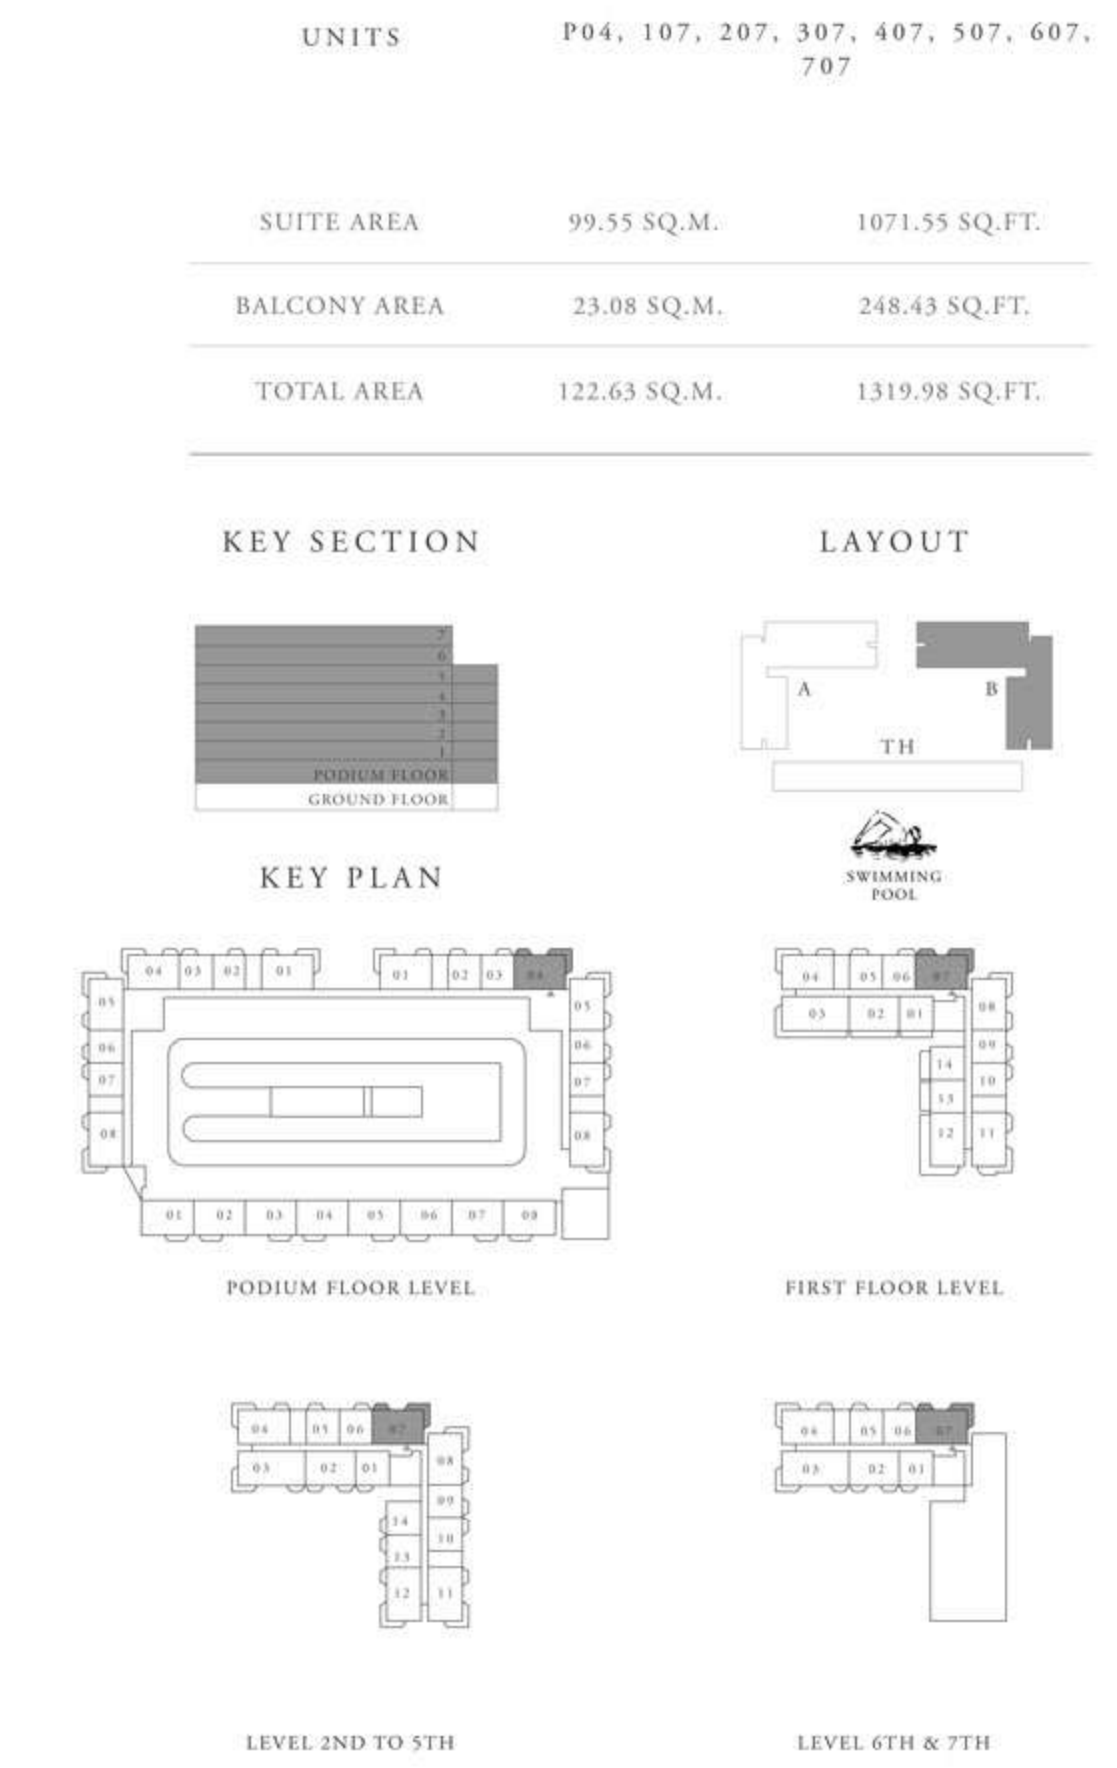 UNITS
P04, 107, 207, 307, 407, 507, 607,
707
SUITE AREA 99.55 SQ.M. 1071.55 SQ.FT.
BALCONY AREA 23.08 SQ.M. 248.43 SQ.FT.
TOTAL AREA 122.63 SQ.M. 1319.98 SQ.FT.
KEY SECTION
7
6
5
4
3
2
1
PODIUM FLOOR
GROUND FLOOR
LAYOUT
A
B
TH
SWIMMING
POOL
KEY PLAN
04 03 02 01 01 02 03 04
05 05
06 06
07 07
08 08
01 02 03 04 05 06 07 08
PODIUM FLOOR LEVEL
04 05 06 07
03 02 01 08
09
14
10
13
12 11
FIRST FLOOR LEVEL
04 05 06 07
03 02 01 08
09
14
10
13
12 11
LEVEL 2ND TO 5TH
04 05 06 07
03 02 01
LEVEL 6TH & 7TH